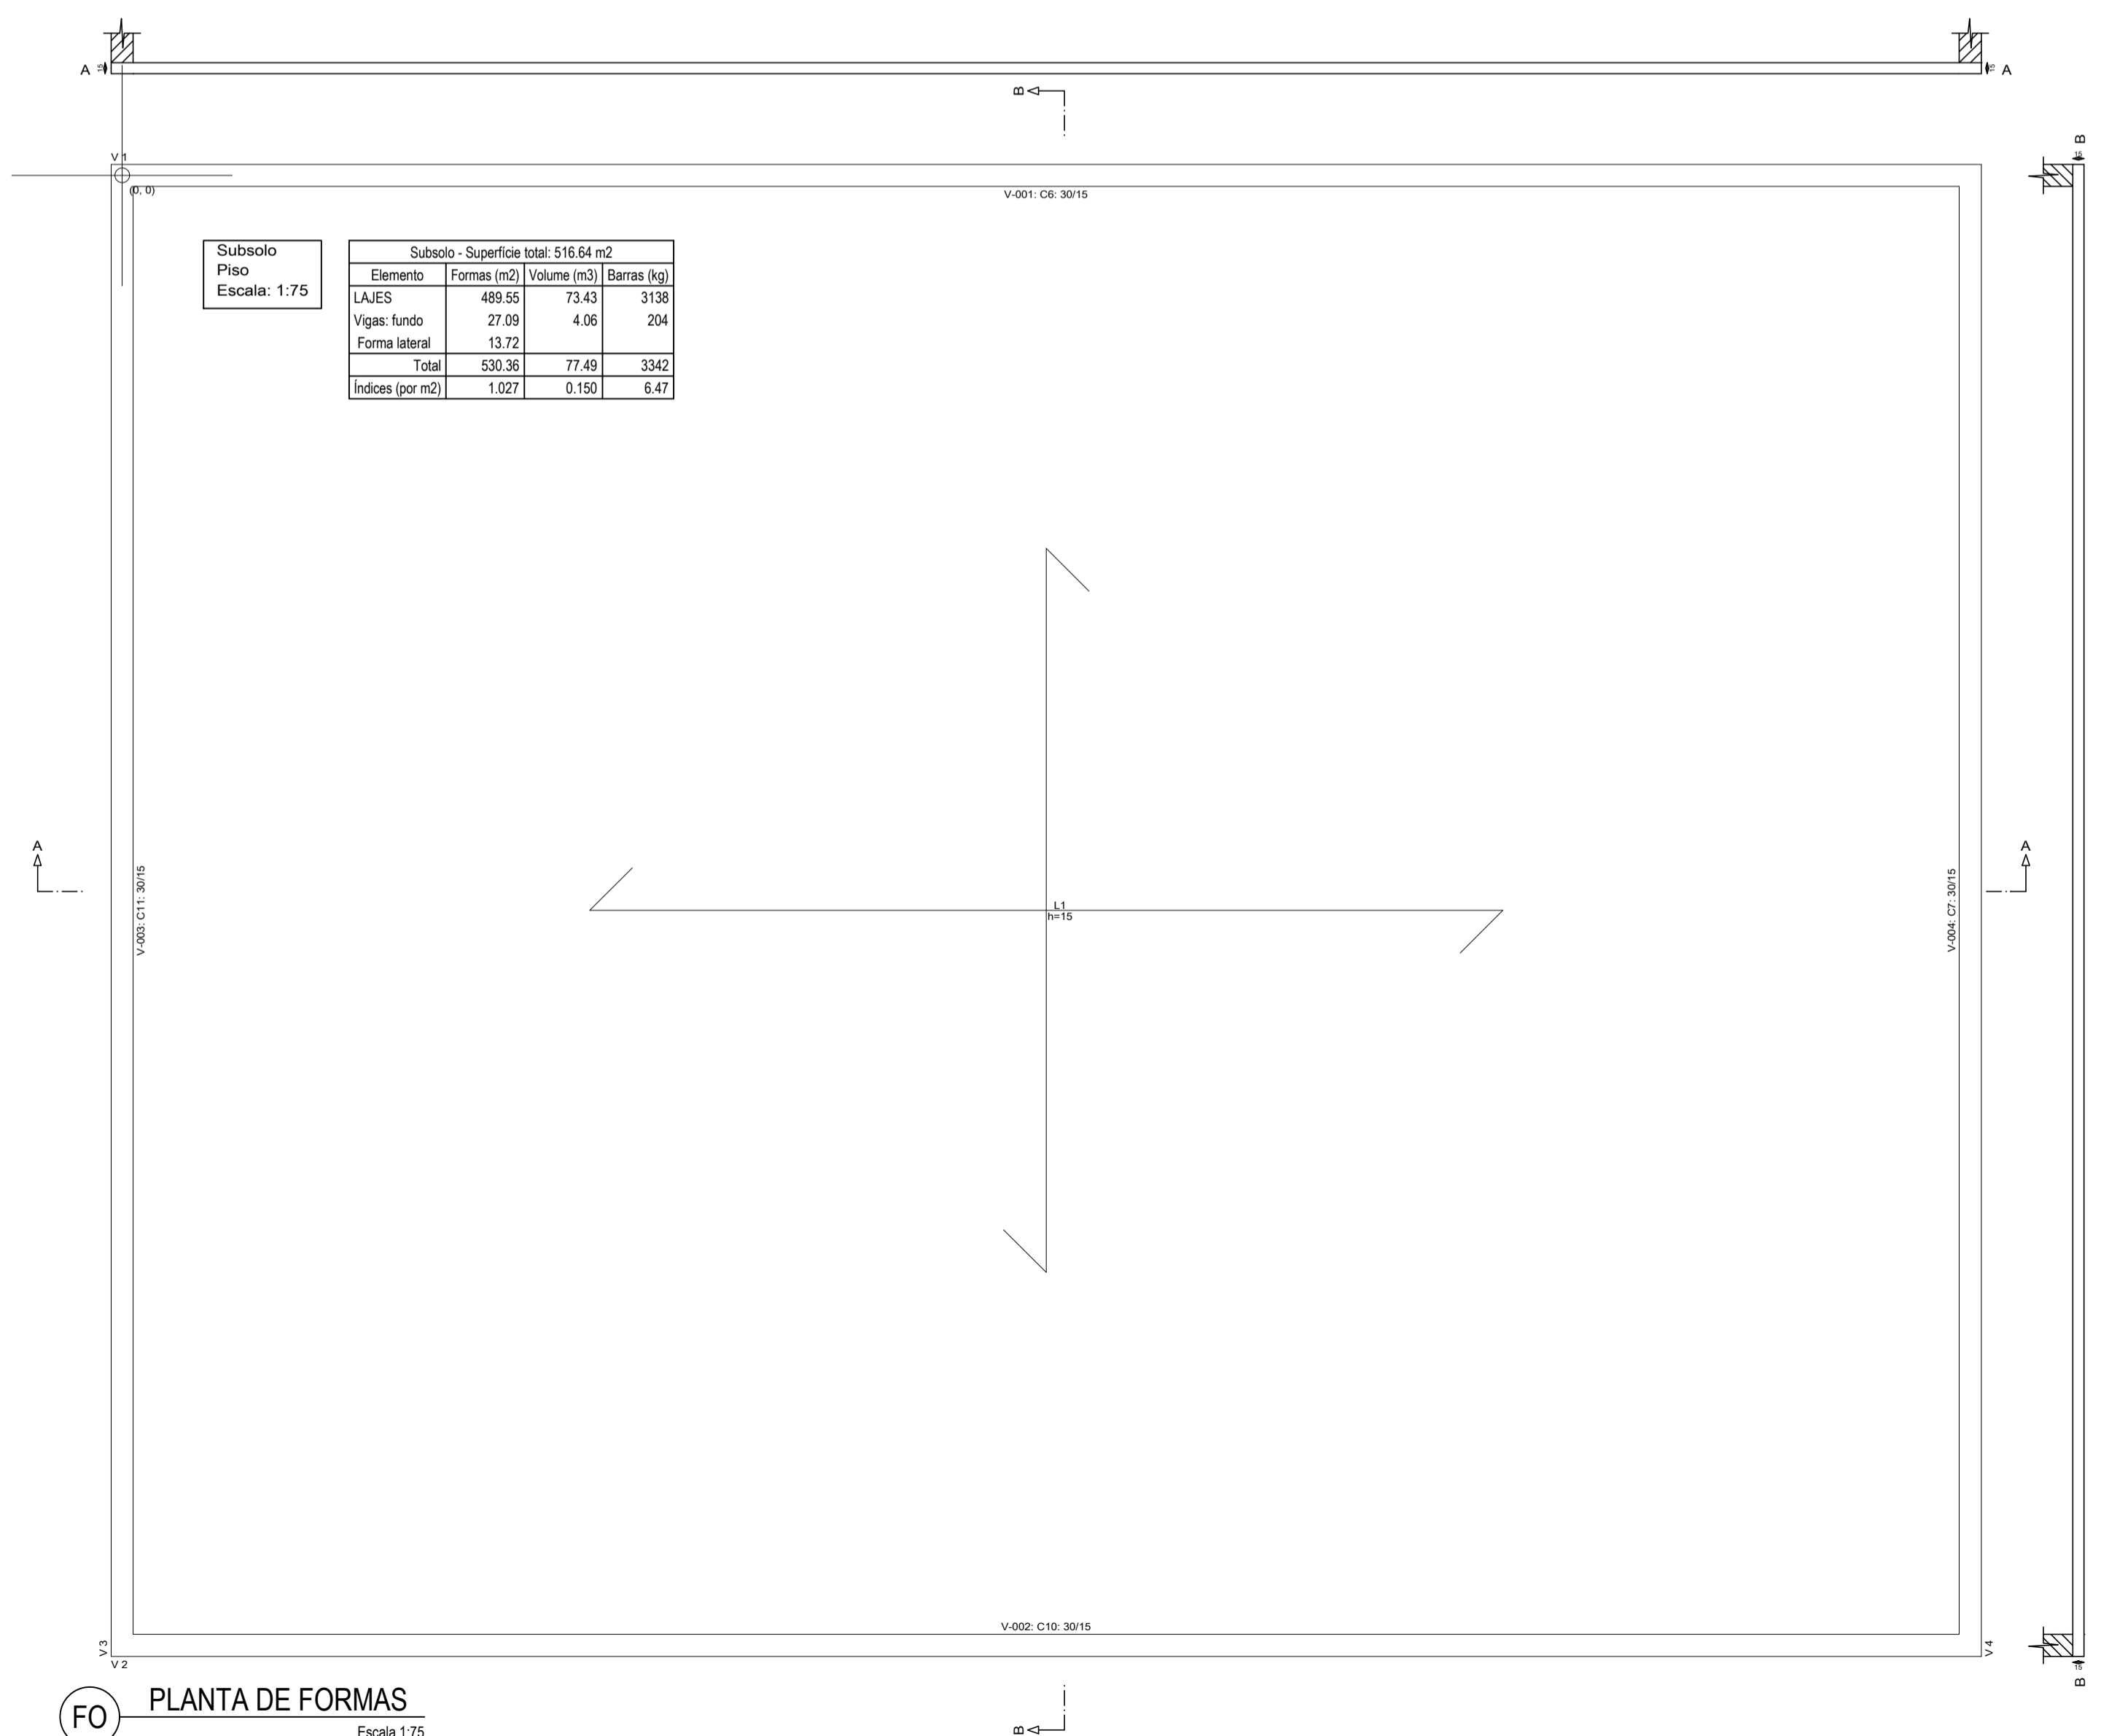 A 15
15 A
B
B
15
V 1
(0, 0)
V-001: C6: 30/15
Subsolo
Piso
Escala: 1:75
Subsolo - Superfície total: 516.64 m2
Elemento Formas (m2) Volume (m3) Barras (kg)
LAJES 489.55 73.43 3138
Vigas: fundo 27.09 4.06 204
Forma lateral 13.72
Total 530.36 77.49 3342
Índices (por m2) 1.027 0.150 6.47
A
A
V-003: C11: 30/15
L1
h=15
V-004: C7: 30/15
V-002: C10: 30/15
V 3
V 2
V 4
15
B
PLANTA DE FORMAS
FO
Escala 1:75
B